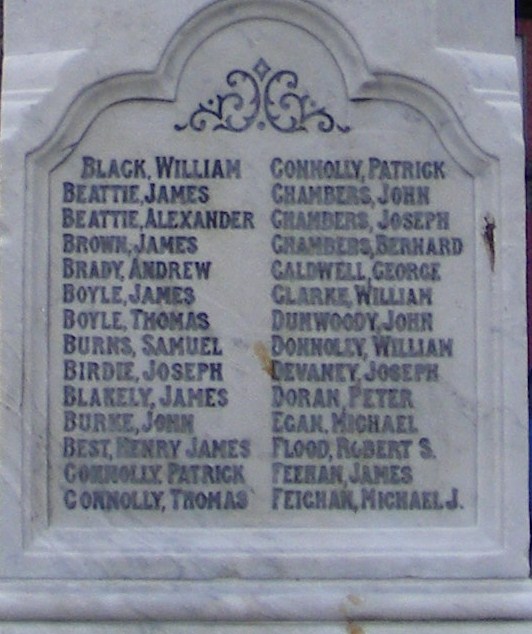 BLACK, WILLIAM
BEATTIE, JAMES
BEATTIE, ALEXANDER
BROWN, JAMES
BRADY, ANDREW
BOYLE, JAMES
BOYLE, THOMAS
BURNS, SAMUEL
BIRDIE, JOSEPH
BLAKELY, JAMES
BURKE, JOHN
BEST, HENRY JAMES
CONNOLLY, PATRICK
CONNOLLY, THOMAS
CONNOLLY, PATRICK
CHAMBERS, JOHN
CHAMBERS, JOSEPH
CHAMBERS, BERNARD
CALDWELL, GEORGE
CLARKE, WILLIAM
DUNWOODY, JOHN
DONNOLLY, WILLIAM
DEVANEY, JOSEPH
DORAN, PETER
EGAN, MICHAEL
FLOOD, ROBERT S.
FEEHAN, JAMES
FEIGHAN, MICHAEL J.